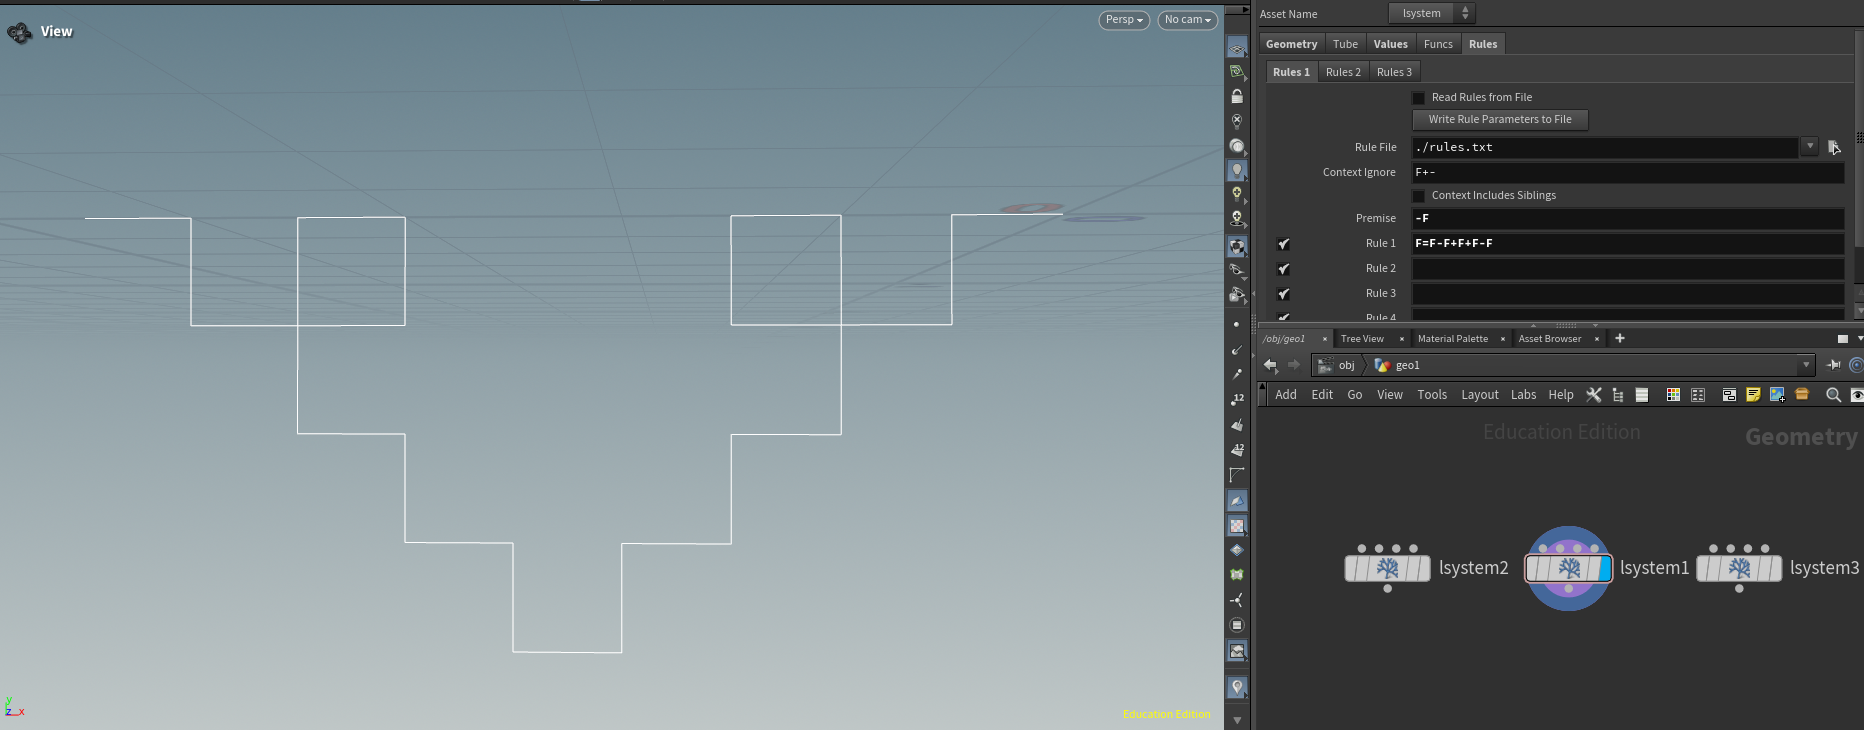 View
Persp
No cam
y
z x
Education Edition
12
12
Asset Name lsystem
Geometry Tube Values Funcs Rules
Rules 1 Rules 2 Rules 3
Read Rules from File
Write Rule Parameters to File
Rule File ./rules.txt
Context Ignore F+-
Context Includes Siblings
Premise -F
Rule 1 F=F-F+F+F-F
Rule 2
Rule 3
Rule 4
/obj/geo1 × Tree View × Material Palette × Asset Browser × +
obj geo1
Add Edit Go View Tools Layout Labs Help
Education Edition Geometry
lsystem2 lsystem1 lsystem3